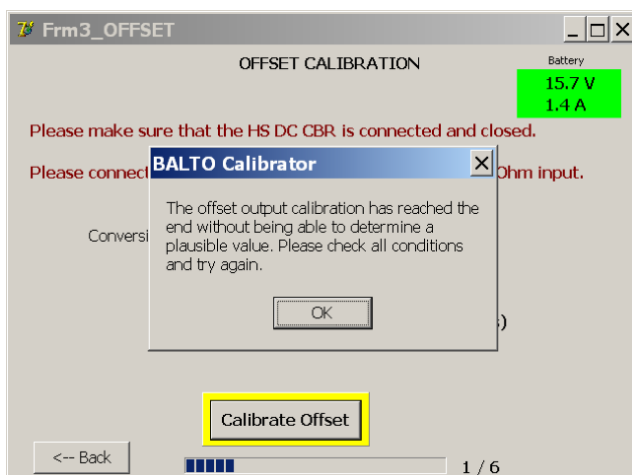 Frm3_OFFSET
OFFSET CALIBRATION
Battery
15.7 V
1.4 A
Please make sure that the HS DC CBR is connected and closed.
Please connect
Ohm input.
BALTO Calibrator
The offset output calibration has reached the
end without being able to determine a
plausible value. Please check all conditions
and try again.
OK
Conversi
)
Calibrate Offset
<-- Back
1 / 6